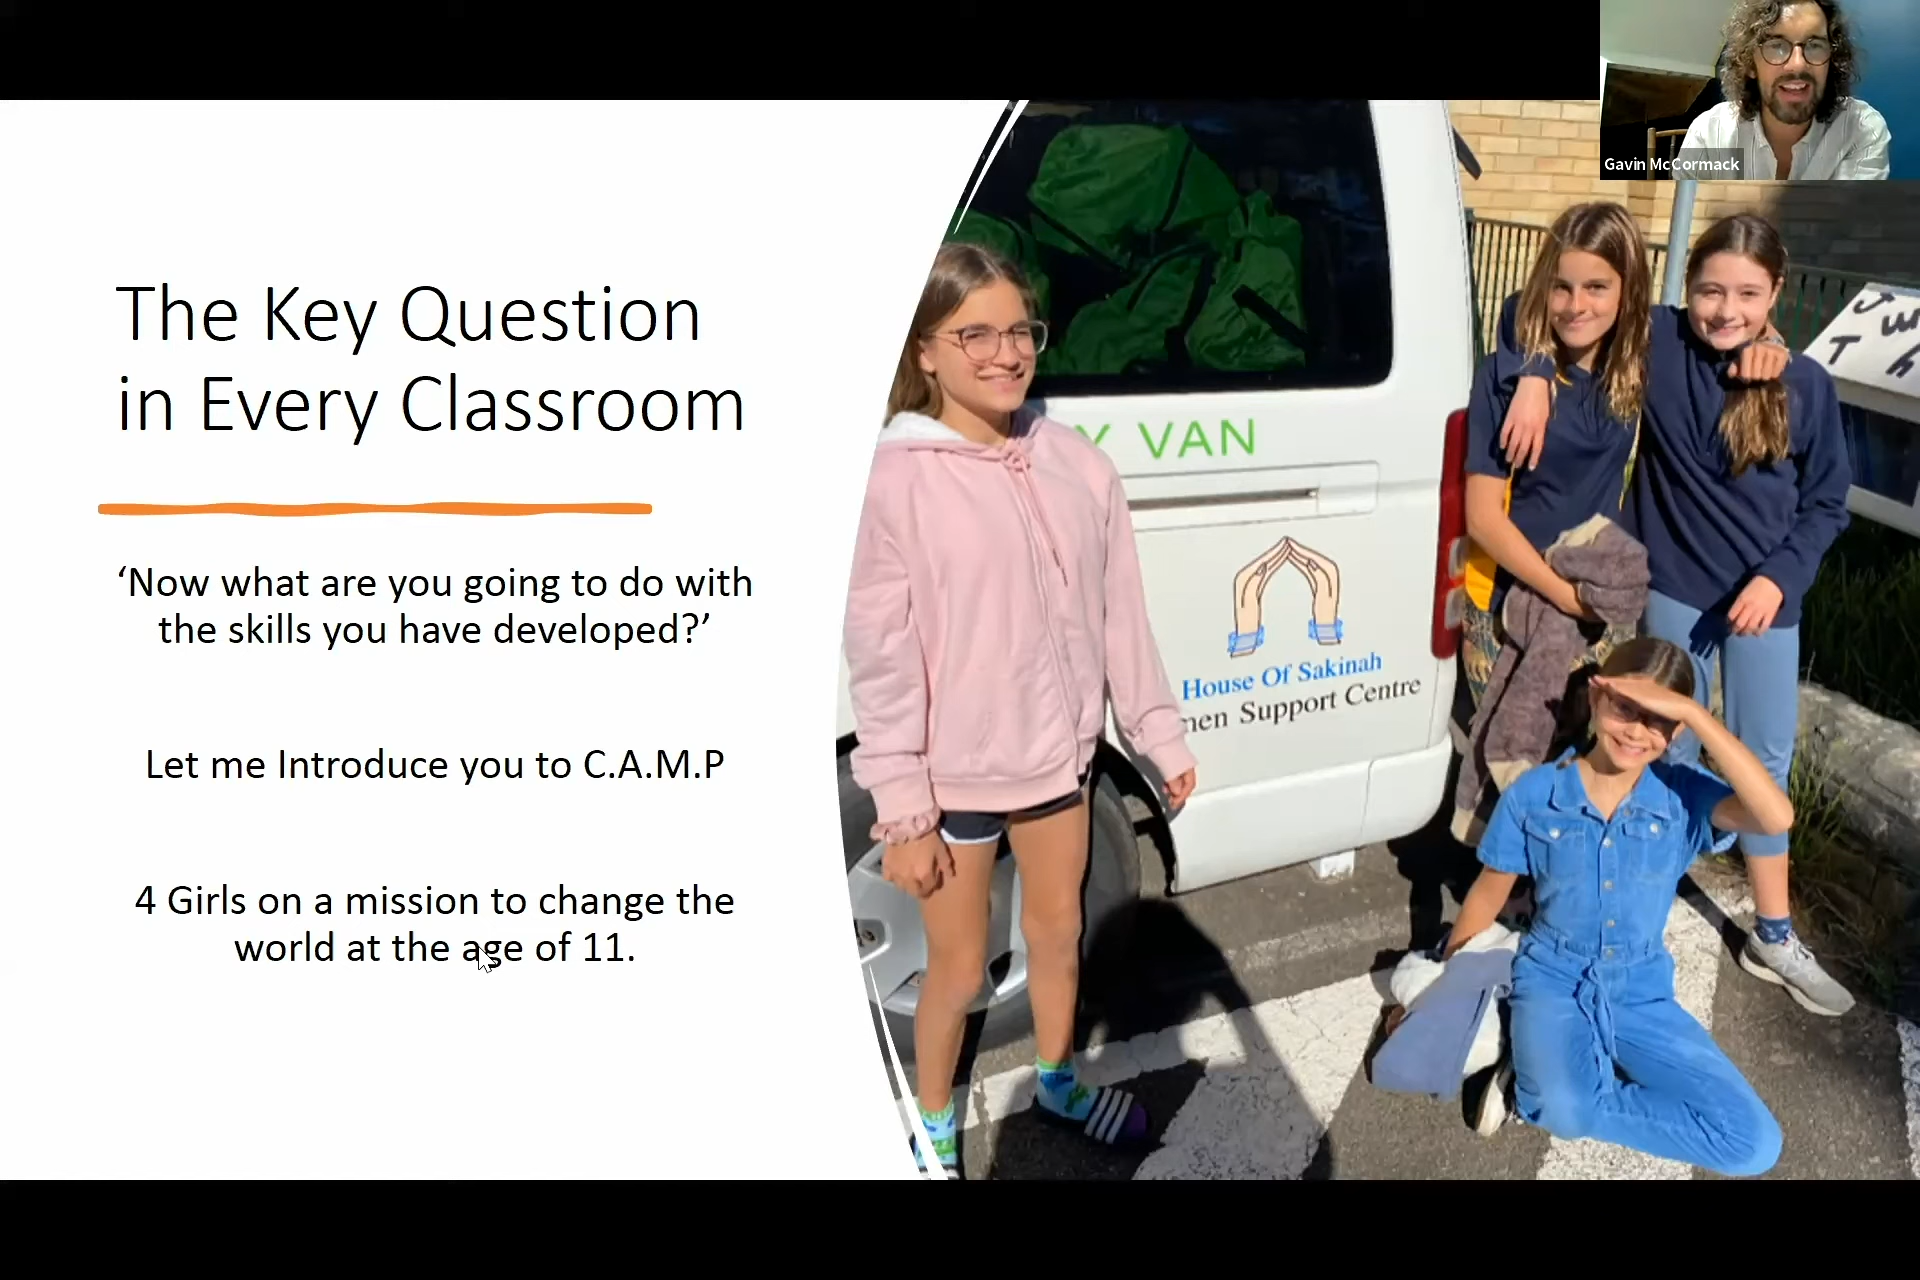 Gavin McCormack
The Key Question
in Every Classroom
‘Now what are you going to do with
the skills you have developed?’
Let me Introduce you to C.A.M.P
4 Girls on a mission to change the
world at the age of 11.
Y VAN
House Of Sakinah
men Support Centre